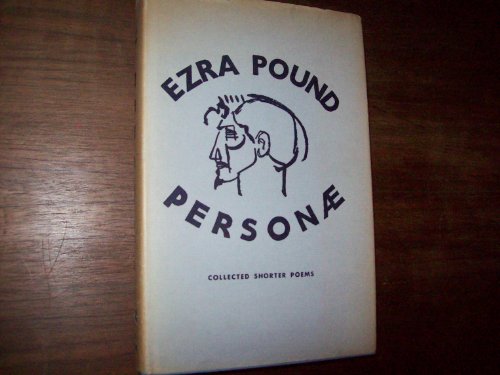 EZRA POUND
PERSONÆ
COLLECTED SHORTER POEMS